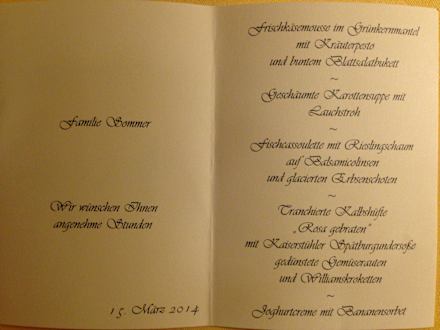 Familie Sommer
Wir wünschen Ihnen
angenehme Stunden
15. März 2014
Frischkäsemousse im Grünkernmantel
mit Kräuterpesto
und buntem Blattsalatbukett
~
Geschäumte Karottensuppe mit
Lauchstroh
~
Fischcassoulette mit Rieslingschaum
auf Balsamicolinsen
und glacierten Erbsenschoten
~
Tranchierte Kalbshüfte
„Rosa gebraten"
mit Kaiserstühler Spätburgundersoße
gedünstete Gemüserauten
und Williamskroketten
~
Joghurtcreme mit Bananensorbet